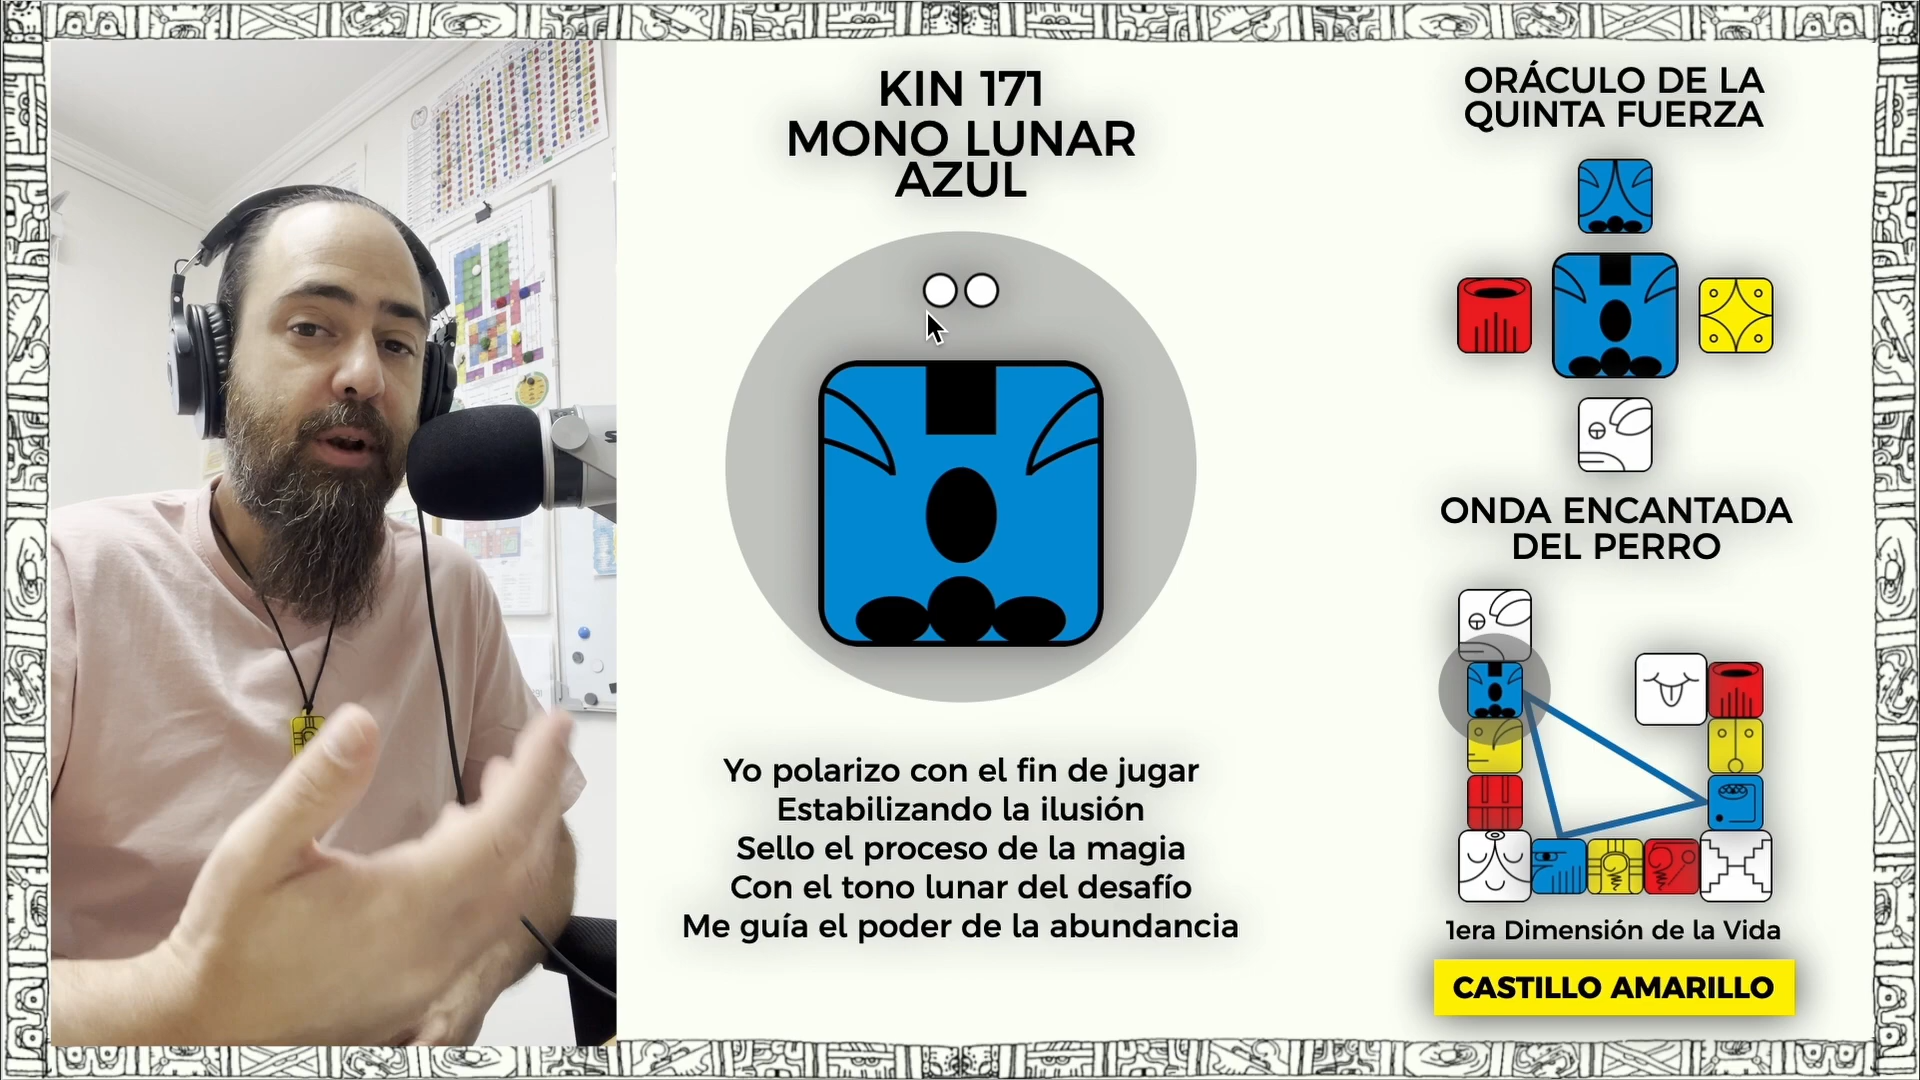 KIN 171
MONO LUNAR
AZUL
Yo polarizo con el fin de jugar
Estabilizando la ilusión
Sello el proceso de la magia
Con el tono lunar del desafío
Me guía el poder de la abundancia
ORÁCULO DE LA
QUINTA FUERZA
ONDA ENCANTADA
DEL PERRO
1era Dimensión de la Vida
CASTILLO AMARILLO